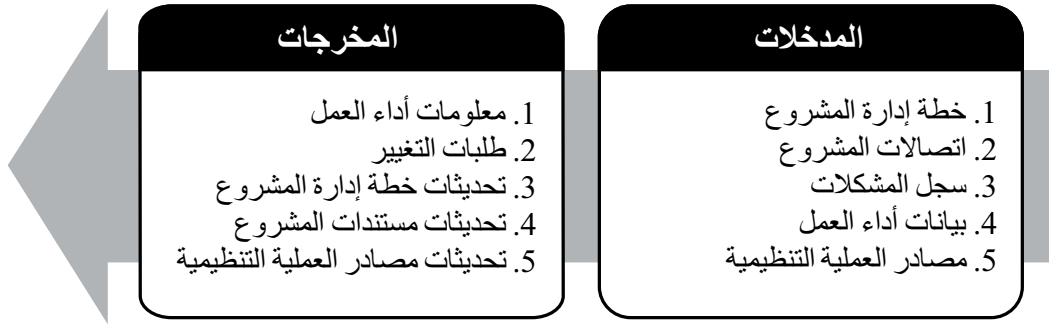 المدخلات
1. خطة إدارة المشروع
2. اتصالات المشروع
3. سجل المشكلات
4. بيانات أداء العمل
5. مصادر العملية التنظيمية
المخرجات
1. معلومات أداء العمل
2. طلبات التغيير
3. تحديثات خطة إدارة المشروع
4. تحديثات مستندات المشروع
5. تحديثات مصادر العملية التنظيمية